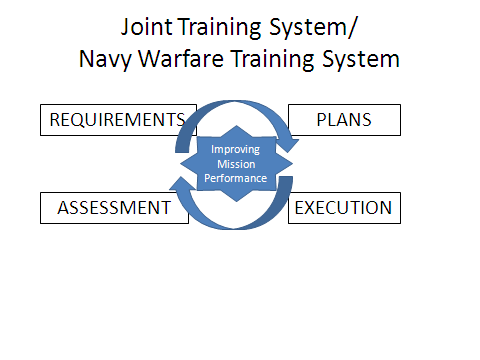 Joint Training System/
Navy Warfare Training System
REQUIREMENTS
PLANS
Improving
Mission
Performance
ASSESSMENT
EXECUTION